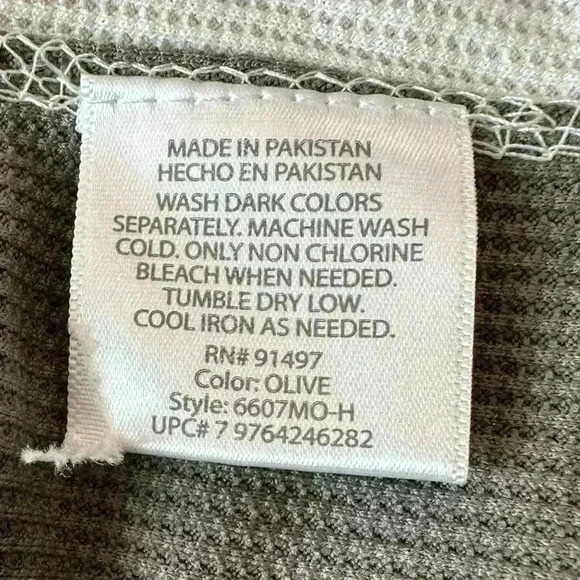 MADE IN PAKISTAN
HECHO EN PAKISTAN
WASH DARK COLORS
SEPARATELY. MACHINE WASH
COLD. ONLY NON CHLORINE
BLEACH WHEN NEEDED.
TUMBLE DRY LOW.
COOL IRON AS NEEDED.
RN# 91497
Color: OLIVE
Style: 6607MO-H
UPC# 7 9764246282